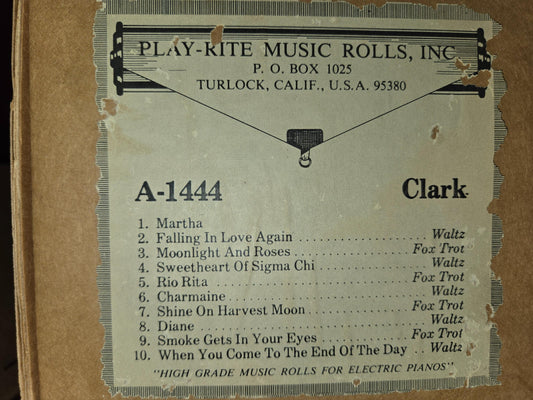 PLAY-RITE MUSIC ROLLS, INC
P. O. BOX 1025
TURLOCK, CALIF., U.S.A. 95380
A-1444 Clark
1. Martha
2. Falling In Love Again . . . . . . . . . . . . . . . . . . Waltz
3. Moonlight And Roses . . . . . . . . . . . . . . . . Fox Trot
4. Sweetheart Of Sigma Chi . . . . . . . . . . . . . . . Waltz
5. Rio Rita . . . . . . . . . . . . . . . . . . . . . . . . . . Fox Trot
6. Charmaine . . . . . . . . . . . . . . . . . . . . . . . . . . Waltz
7. Shine On Harvest Moon . . . . . . . . . . . . . . Fox Trot
8. Diane . . . . . . . . . . . . . . . . . . . . . . . . . . . . . . Waltz
9. Smoke Gets In Your Eyes . . . . . . . . . . . . . Fox Trot
10. When You Come To The End Of The Day . . Waltz
"HIGH GRADE MUSIC ROLLS FOR ELECTRIC PIANOS"